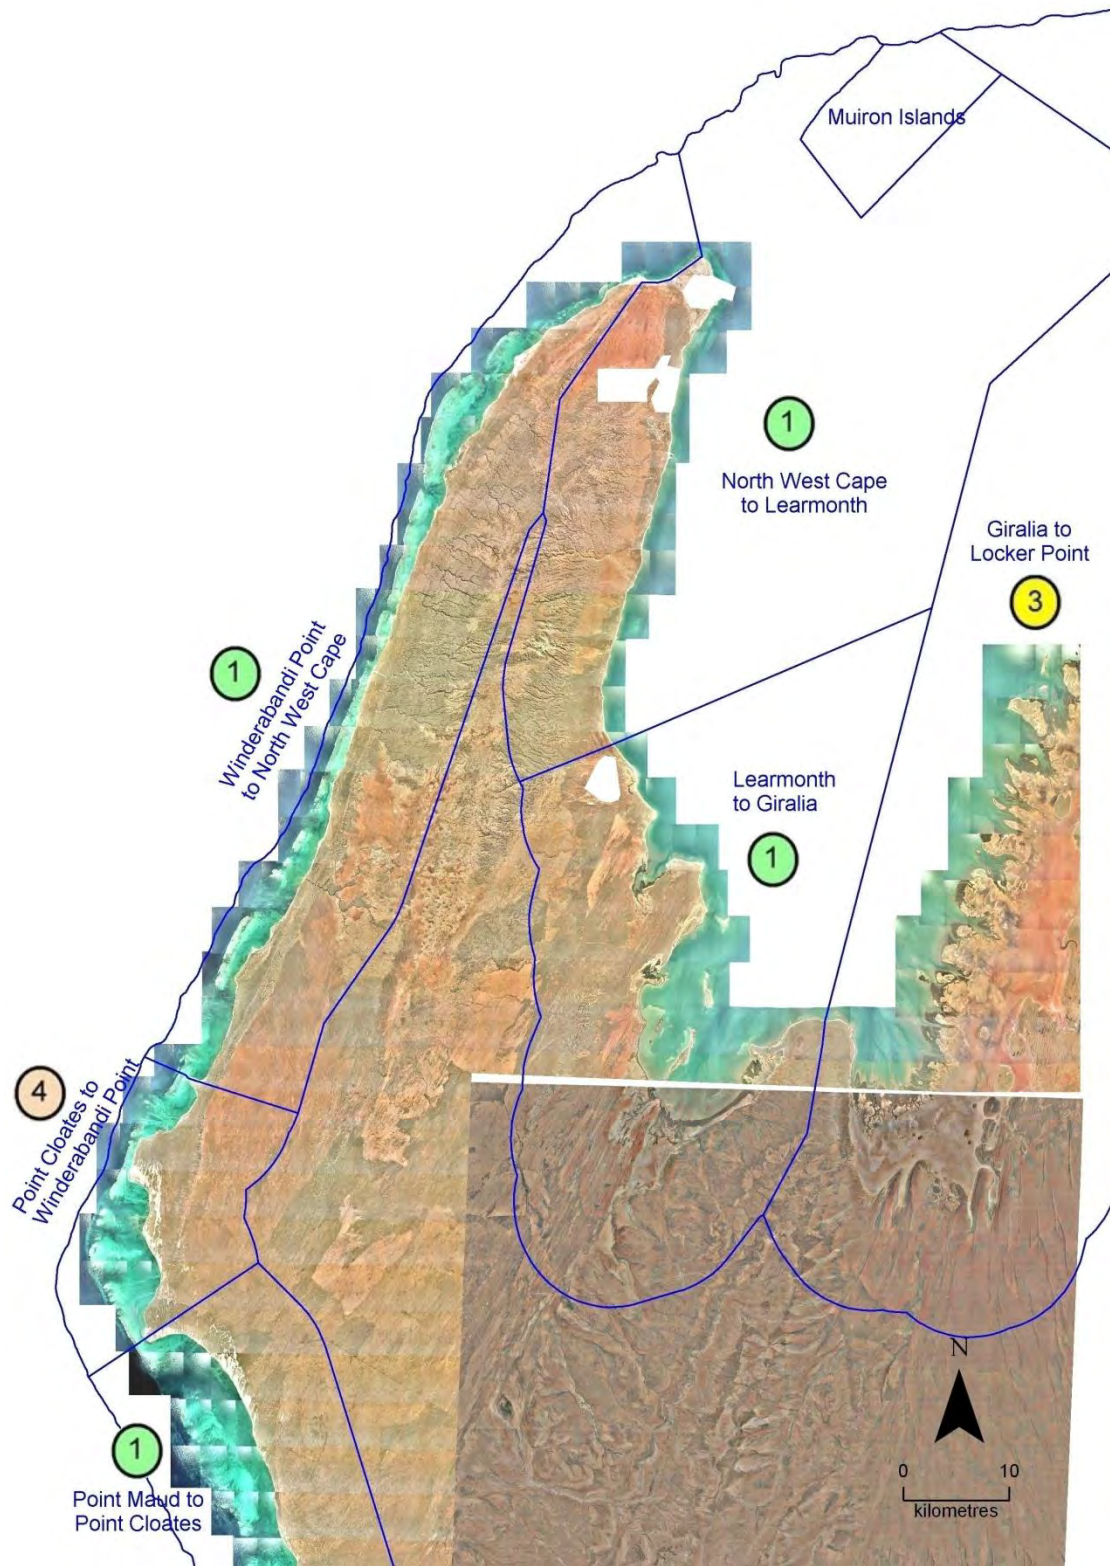 Muiron Islands
1
North West Cape
to Learmonth
Giralia to
Locker Point
3
1
Winderabandi Point
to North West Cape
Learmonth
to Giralia
1
4
Point Cloates to
Winderabandi Point
N
0 10
kilometres
1
Point Maud to
Point Cloates